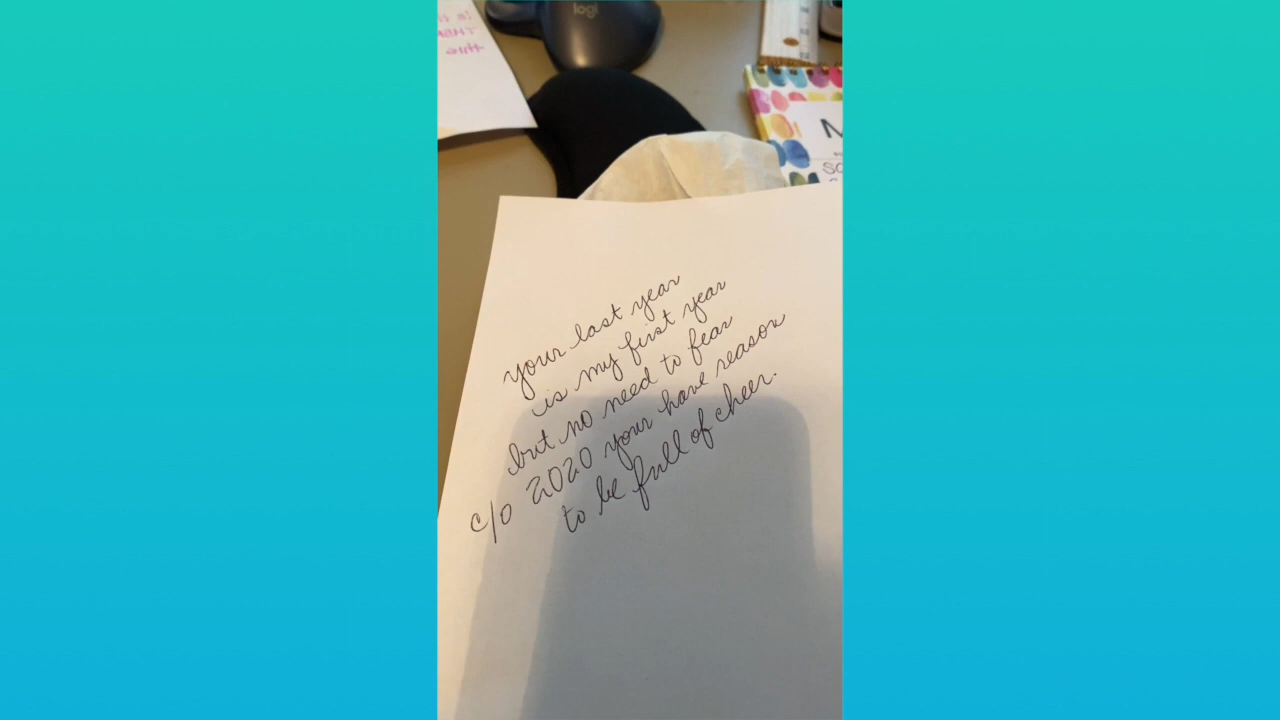 logi
your last year
is my first year
but no need to fear
c/o 2020 your have reason
to be full of cheer.